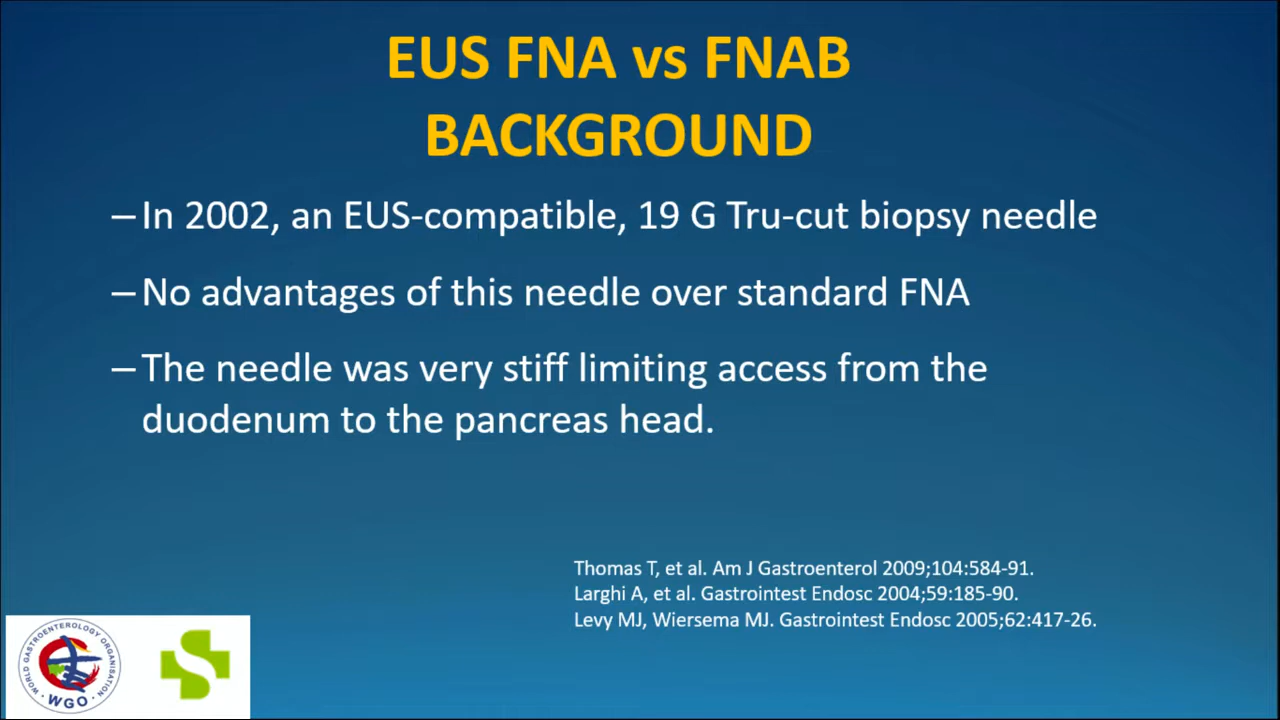 EUS FNA vs FNAB
BACKGROUND
– In 2002, an EUS-compatible, 19 G Tru-cut biopsy needle
– No advantages of this needle over standard FNA
– The needle was very stiff limiting access from the
duodenum to the pancreas head.
Thomas T, et al. Am J Gastroenterol 2009;104:584-91.
Larghi A, et al. Gastrointest Endosc 2004;59:185-90.
Levy MJ, Wiersema MJ. Gastrointest Endosc 2005;62:417-26.
WORLD GASTROENTEROLOGY ORGANISATION
WGO